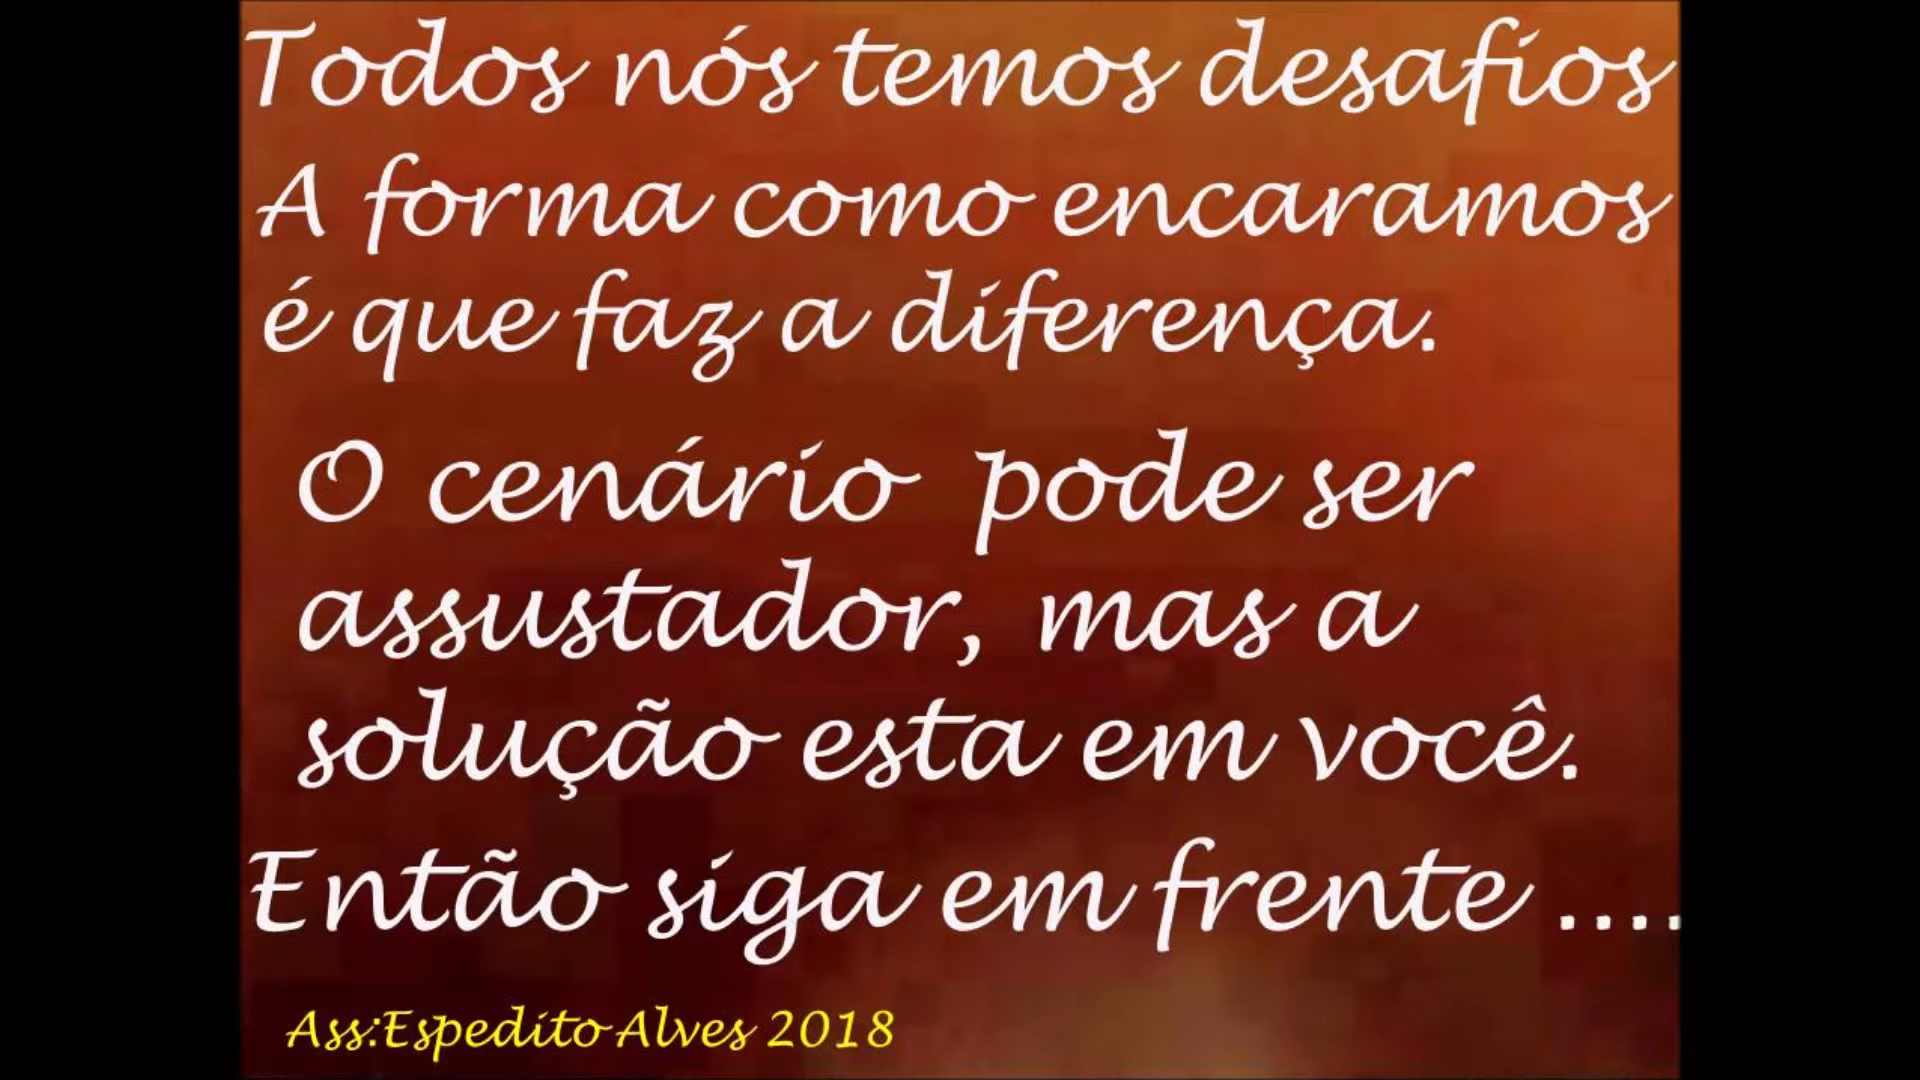 Todos nós temos desafios
A forma como encaramos
é que faz a diferença.
O cenário pode ser
assustador, mas a
solução esta em você.
Então siga em frente ....
Ass:Espedito Alves 2018